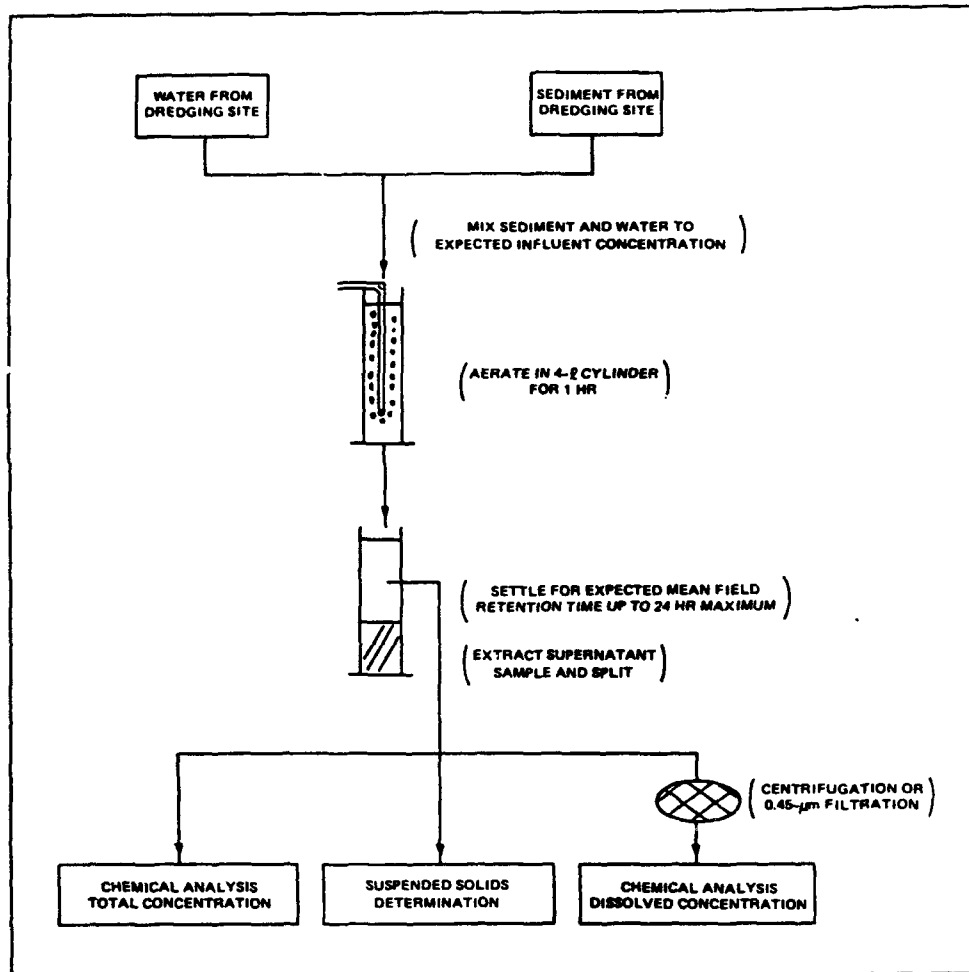 WATER FROM
DREDGING SITE
SEDIMENT FROM
DREDGING SITE
(MIX SEDIMENT AND WATER TO
EXPECTED INFLUENT CONCENTRATION)
(AERATE IN 4-ℓ CYLINDER
FOR 1 HR)
(SETTLE FOR EXPECTED MEAN FIELD
RETENTION TIME UP TO 24 HR MAXIMUM)
(EXTRACT SUPERNATANT
SAMPLE AND SPLIT)
(CENTRIFUGATION OR
0.45-μm FILTRATION)
CHEMICAL ANALYSIS
TOTAL CONCENTRATION
SUSPENDED SOLIDS
DETERMINATION
CHEMICAL ANALYSIS
DISSOLVED CONCENTRATION